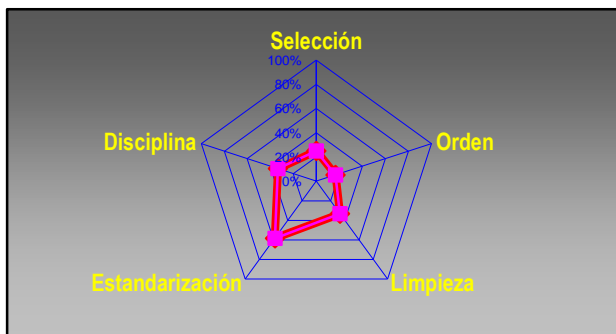 Selección
100%
80%
60%
40%
20%
0%
Disciplina
Orden
Estandarización
Limpieza